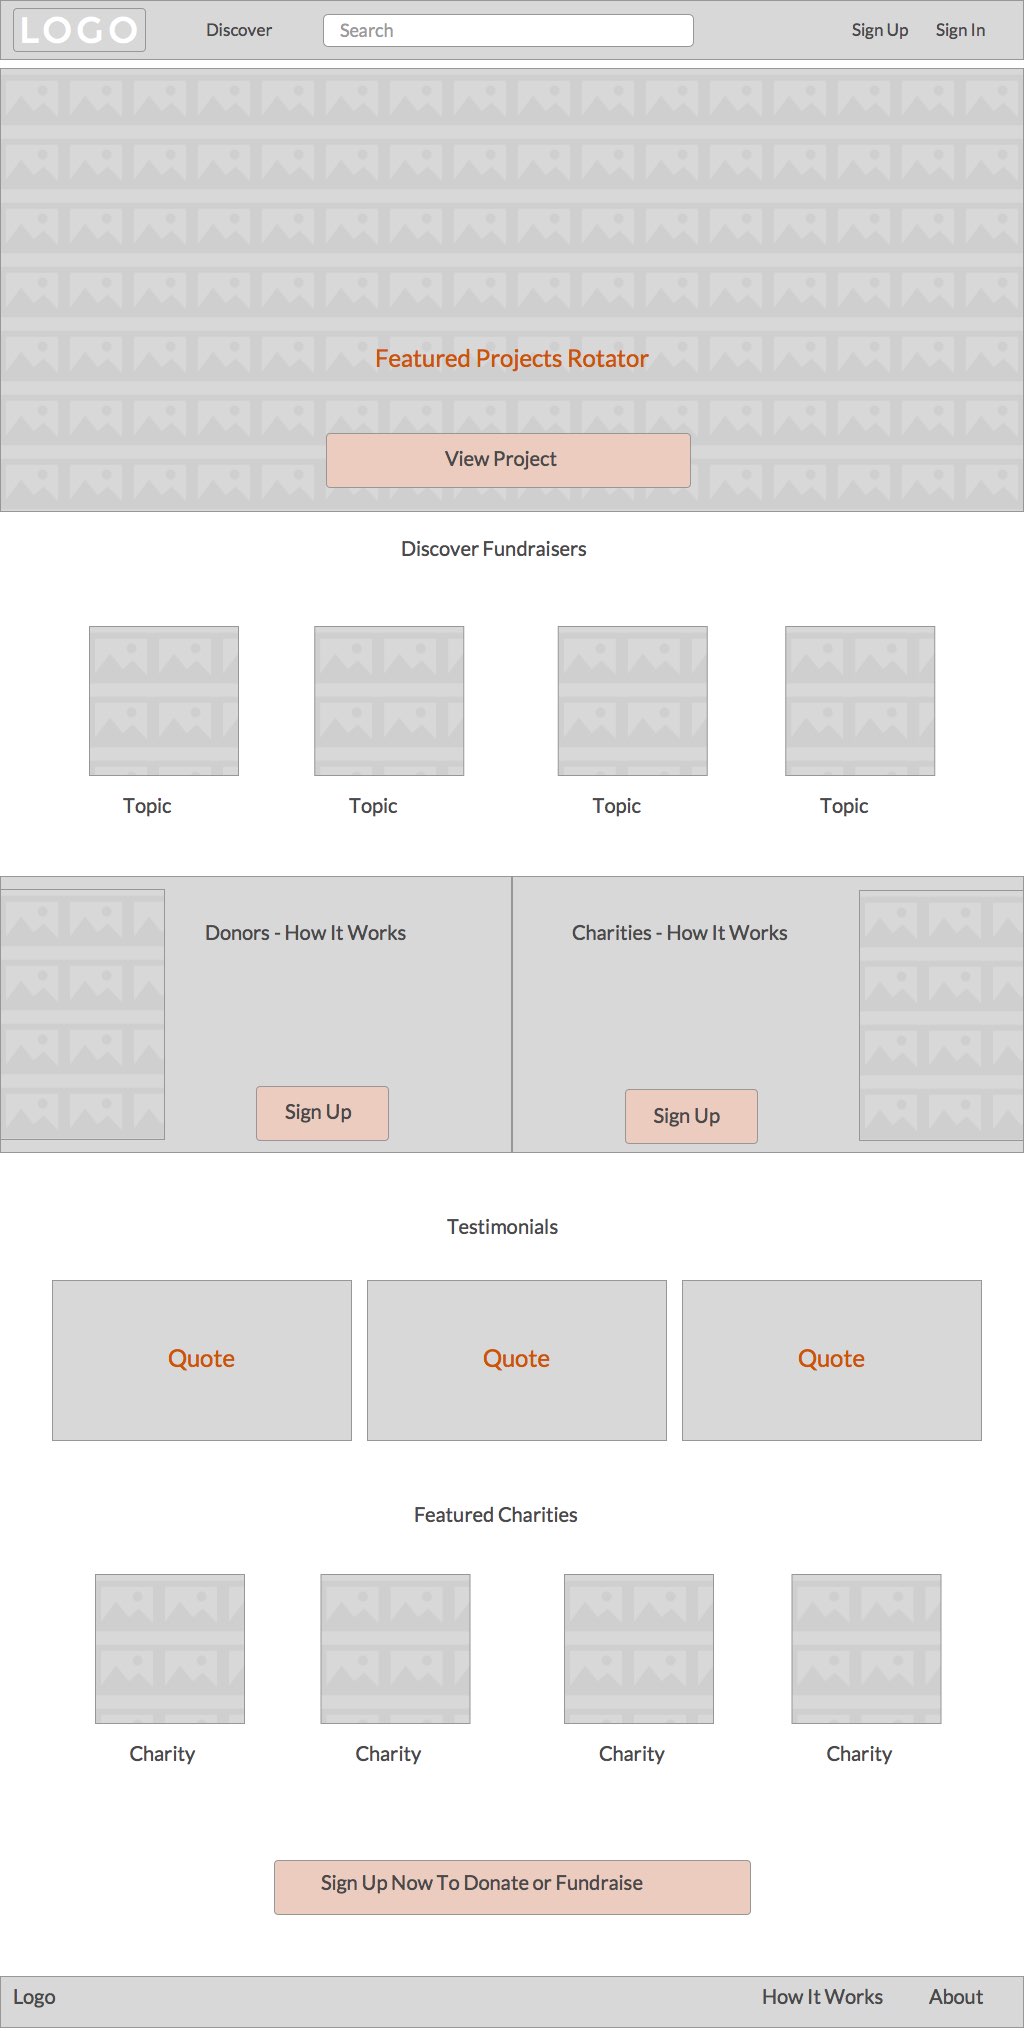 LOGO Discover Search Sign Up Sign In
Featured Projects Rotator
View Project
Discover Fundraisers
Topic Topic Topic Topic
Donors - How It Works Charities - How It Works
Sign Up Sign Up
Testimonials
Quote Quote Quote
Featured Charities
Charity Charity Charity Charity
Sign Up Now To Donate or Fundraise
Logo How It Works About